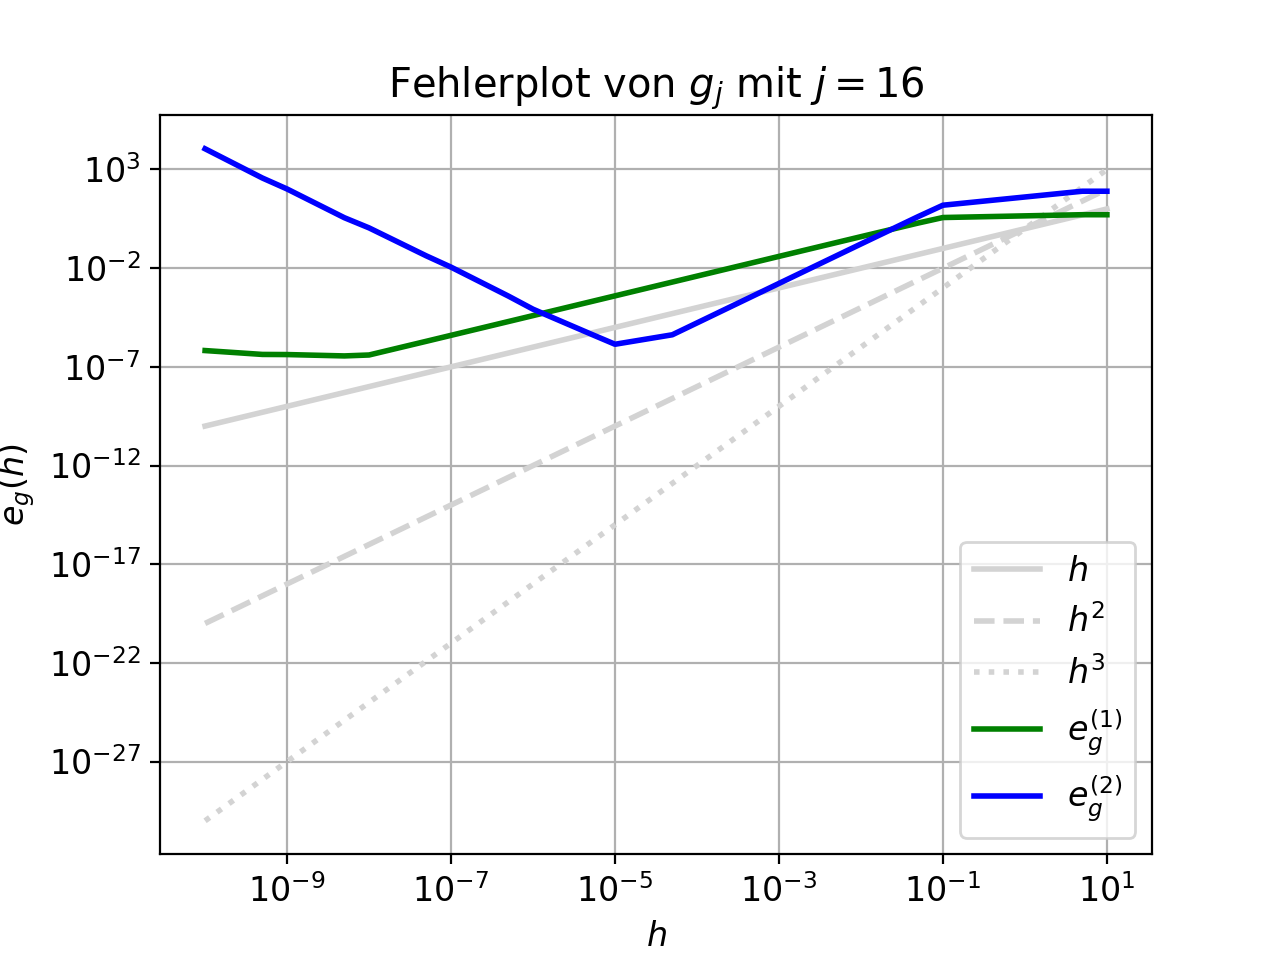 Fehlerplot von $g_j$ mit $j = 16$
$e_g(h)$
$10^3$
$10^{-2}$
$10^{-7}$
$10^{-12}$
$10^{-17}$
$10^{-22}$
$10^{-27}$
$h$
$h^2$
$h^3$
$e_g^{(1)}$
$e_g^{(2)}$
$10^{-9}$ $10^{-7}$ $10^{-5}$ $10^{-3}$ $10^{-1}$ $10^1$
$h$